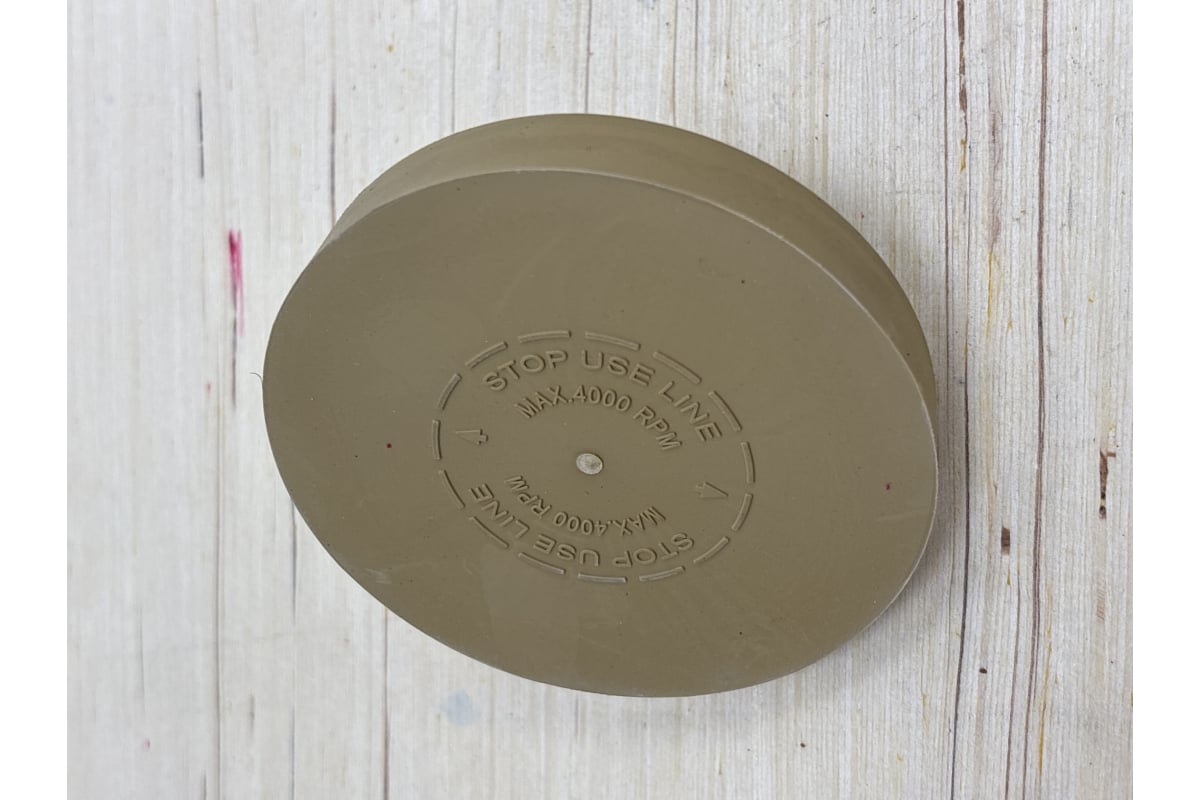 STOP USE LINE
MAX.4000 RPM
MAX.4000 RPM
STOP USE LINE